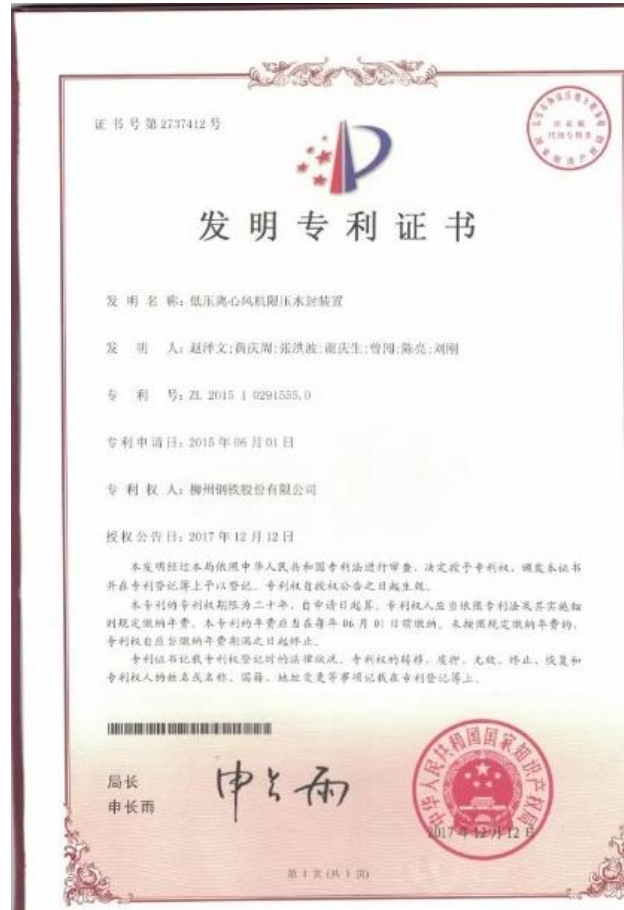 证书号第2737412号
发明专利证书
发明名称：低压离心风机限压水封装置
发明人：赵泽文;黄庆周;张洪波;谢庆生;曾闯;陈亮;刘刚
专利号：ZL 2015 1 0291555.0
专利申请日：2015年06月01日
专利权人：柳州钢铁股份有限公司
授权公告日：2017年12月12日
本发明经过本局依照中华人民共和国专利法进行审查，决定授予专利权，颁发本证书
并在专利登记簿上予以登记。专利权自授权公告之日起生效。
本专利的专利权期限为二十年，自申请日起算。专利权人应当依照专利法及其实施细
则规定缴纳年费。本专利的年费应当在每年06月01日前缴纳。未按照规定缴纳年费的，
专利权自应当缴纳年费期满之日起终止。
专利证书记载专利权登记时的法律状况。专利权的转移、质押、无效、终止、恢复和
专利权人的姓名或名称、国籍、地址变更等事项记载在专利登记簿上。
局长
申长雨
申长雨
中华人民共和国国家知识产权局
2017年12月12日
第1页(共1页)